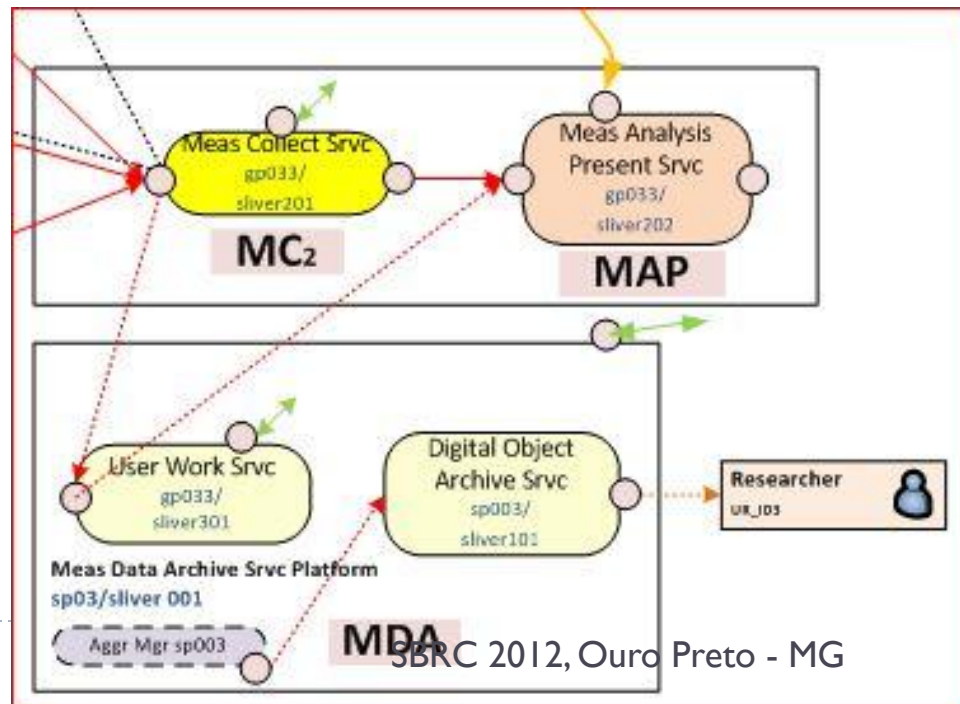 Meas Collect Srvc
gp033/
sliver201
MC2
Meas Analysis
Present Srvc
gp033/
sliver202
MAP
User Work Srvc
gp033/
sliver301
Digital Object
Archive Srvc
sp003/
sliver101
Researcher
UR_ID3
Meas Data Archive Srvc Platform
sp03/sliver 001
Aggr Mgr sp003
MDA
SBRC 2012, Ouro Preto - MG